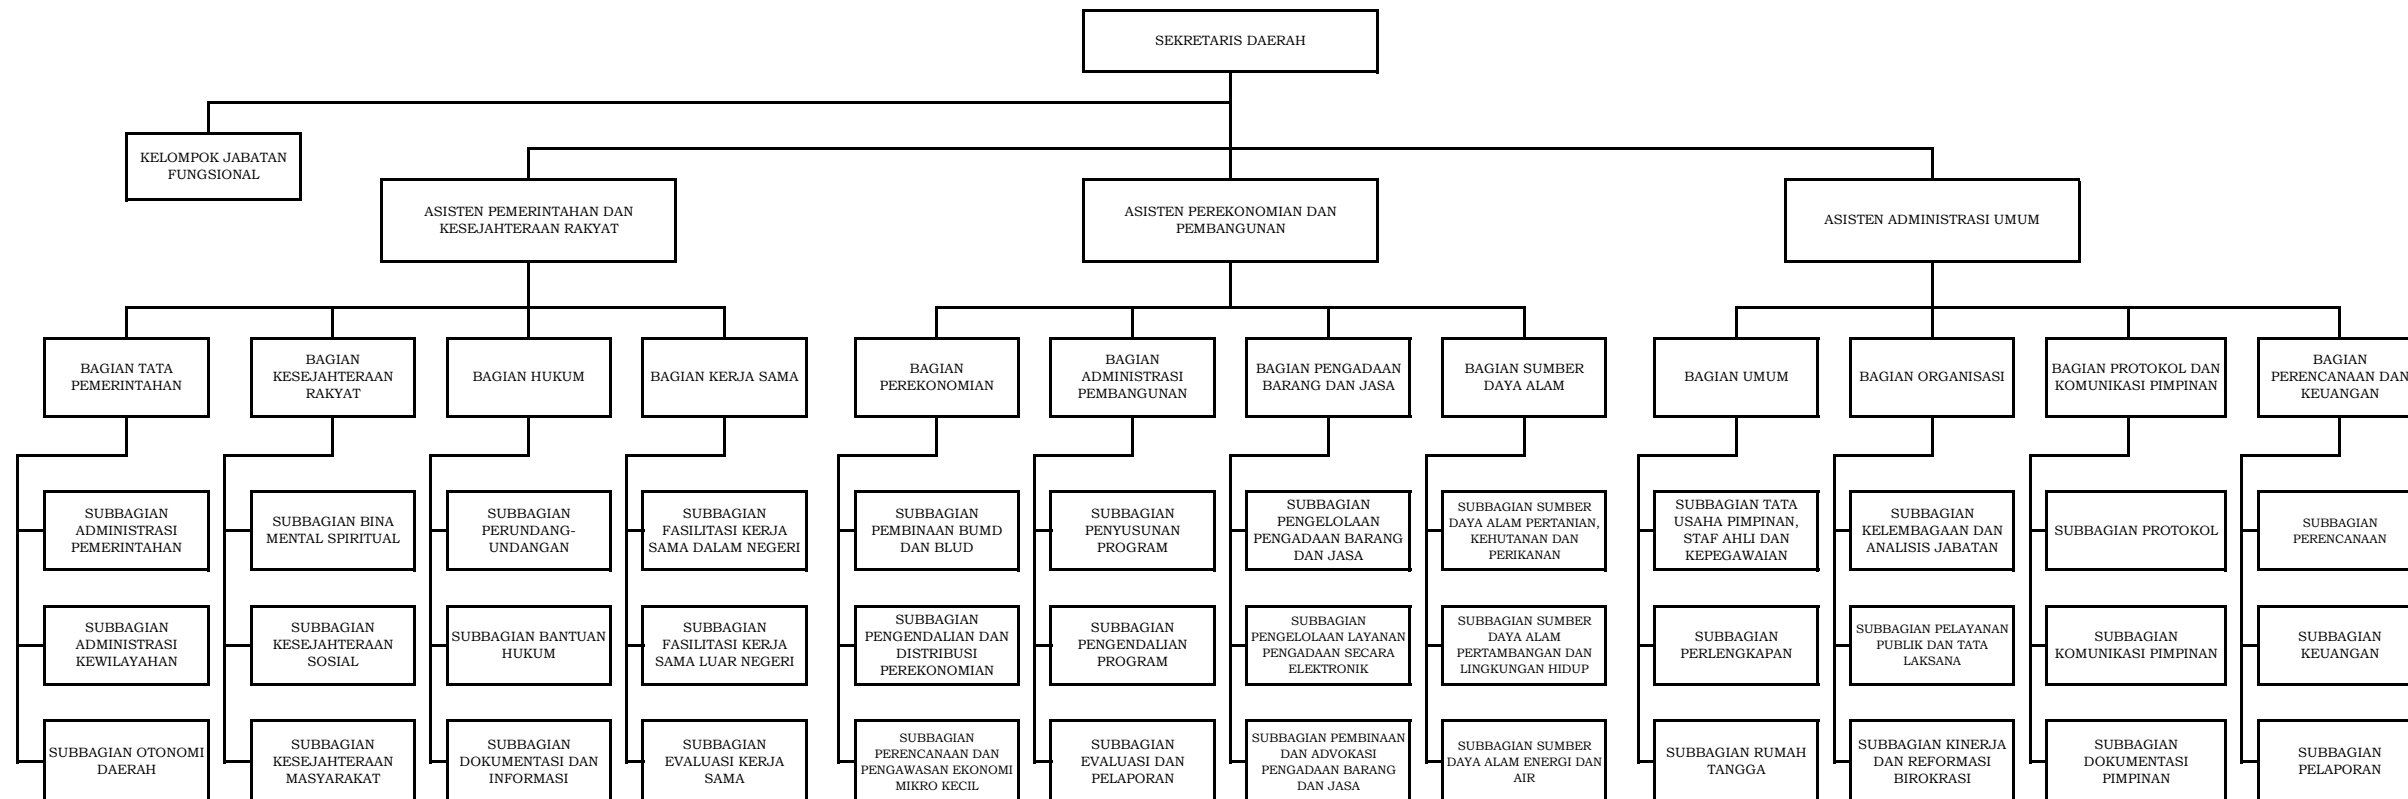 SEKRETARIS DAERAH
KELOMPOK JABATAN
FUNGSIONAL
ASISTEN PEMERINTAHAN DAN
KESEJAHTERAAN RAKYAT
ASISTEN PEREKONOMIAN DAN
PEMBANGUNAN
ASISTEN ADMINISTRASI UMUM
BAGIAN TATA
PEMERINTAHAN
BAGIAN
KESEJAHTERAAN
RAKYAT
BAGIAN HUKUM
BAGIAN KERJA SAMA
BAGIAN
PEREKONOMIAN
BAGIAN
ADMINISTRASI
PEMBANGUNAN
BAGIAN PENGADAAN
BARANG DAN JASA
BAGIAN SUMBER
DAYA ALAM
BAGIAN UMUM
BAGIAN ORGANISASI
BAGIAN PROTOKOL DAN
KOMUNIKASI PIMPINAN
BAGIAN
PERENCANAAN DAN
KEUANGAN
SUBBAGIAN
ADMINISTRASI
PEMERINTAHAN
SUBBAGIAN BINA
MENTAL SPIRITUAL
SUBBAGIAN
PERUNDANG-
UNDANGAN
SUBBAGIAN
FASILITASI KERJA
SAMA DALAM NEGERI
SUBBAGIAN
PEMBINAAN BUMD
DAN BLUD
SUBBAGIAN
PENYUSUNAN
PROGRAM
SUBBAGIAN
PENGELOLAAN
PENGADAAN BARANG
DAN JASA
SUBBAGIAN SUMBER
DAYA ALAM PERTANIAN,
KEHUTANAN DAN
PERIKANAN
SUBBAGIAN TATA
USAHA PIMPINAN,
STAF AHLI DAN
KEPEGAWAIAN
SUBBAGIAN
KELEMBAGAAN DAN
ANALISIS JABATAN
SUBBAGIAN PROTOKOL
SUBBAGIAN
PERENCANAAN
SUBBAGIAN
ADMINISTRASI
KEWILAYAHAN
SUBBAGIAN
KESEJAHTERAAN
SOSIAL
SUBBAGIAN BANTUAN
HUKUM
SUBBAGIAN
FASILITASI KERJA
SAMA LUAR NEGERI
SUBBAGIAN
PENGENDALIAN DAN
DISTRIBUSI
PEREKONOMIAN
SUBBAGIAN
PENGENDALIAN
PROGRAM
SUBBAGIAN
PENGELOLAAN LAYANAN
PENGADAAN SECARA
ELEKTRONIK
SUBBAGIAN SUMBER
DAYA ALAM
PERTAMBANGAN DAN
LINGKUNGAN HIDUP
SUBBAGIAN
PERLENGKAPAN
SUBBAGIAN PELAYANAN
PUBLIK DAN TATA
LAKSANA
SUBBAGIAN
KOMUNIKASI PIMPINAN
SUBBAGIAN
KEUANGAN
SUBBAGIAN OTONOMI
DAERAH
SUBBAGIAN
KESEJAHTERAAN
MASYARAKAT
SUBBAGIAN
DOKUMENTASI DAN
INFORMASI
SUBBAGIAN
EVALUASI KERJA
SAMA
SUBBAGIAN
PERENCANAAN DAN
PENGAWASAN EKONOMI
MIKRO KECIL
SUBBAGIAN
EVALUASI DAN
PELAPORAN
SUBBAGIAN PEMBINAAN
DAN ADVOKASI
PENGADAAN BARANG
DAN JASA
SUBBAGIAN SUMBER
DAYA ALAM ENERGI DAN
AIR
SUBBAGIAN RUMAH
TANGGA
SUBBAGIAN KINERJA
DAN REFORMASI
BIROKRASI
SUBBAGIAN
DOKUMENTASI
PIMPINAN
SUBBAGIAN
PELAPORAN